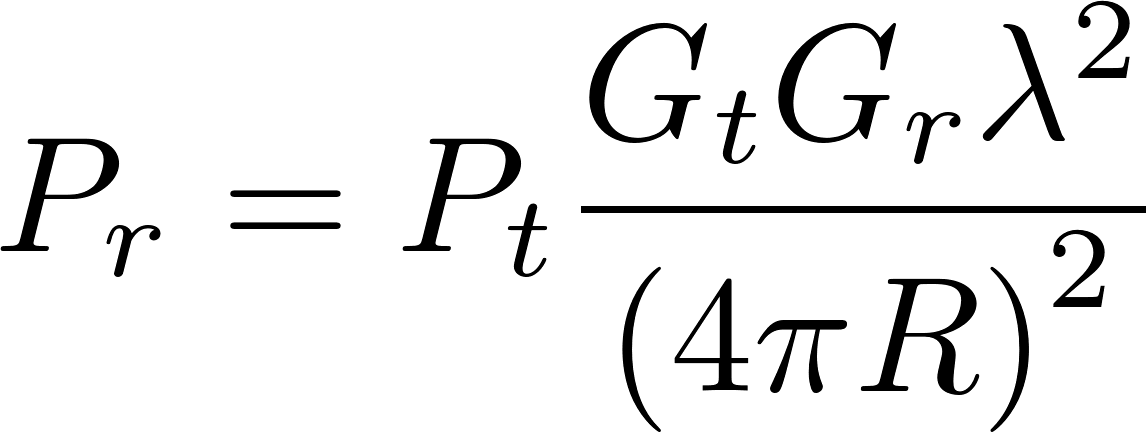 P_r = P_t \frac{G_t G_r \lambda^2}{(4 \pi R)^2}